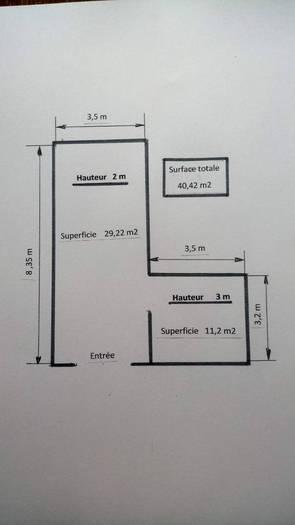 3,5 m
Hauteur 2 m
Surface totale
40,42 m2
8,35 m
Superficie 29,22 m2
3,5 m
Hauteur 3 m
3,2 m
Superficie 11,2 m2
Entrée